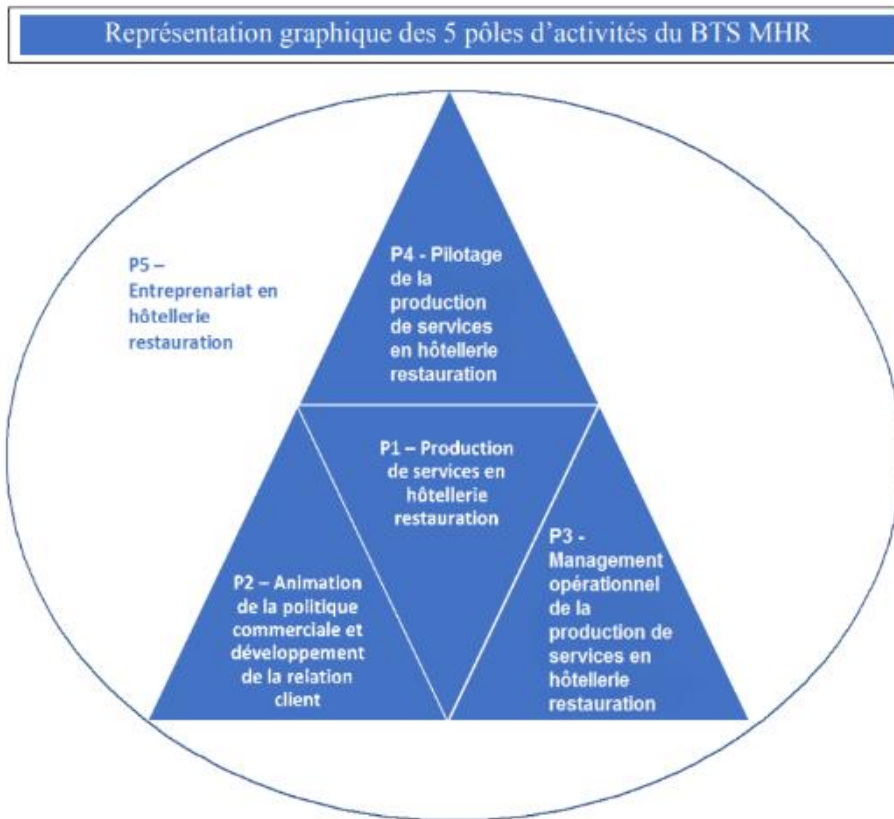 Représentation graphique des 5 pôles d’activités du BTS MHR
P4 - Pilotage
de la
production
de services
en hôtellerie
restauration
P5 –
Entreprenariat en
hôtellerie
restauration
P1 – Production
de services en
hôtellerie
restauration
P2 – Animation
de la politique
commerciale et
développement
de la relation
client
P3 -
Management
opérationnel
de la
production de
services en
hôtellerie
restauration